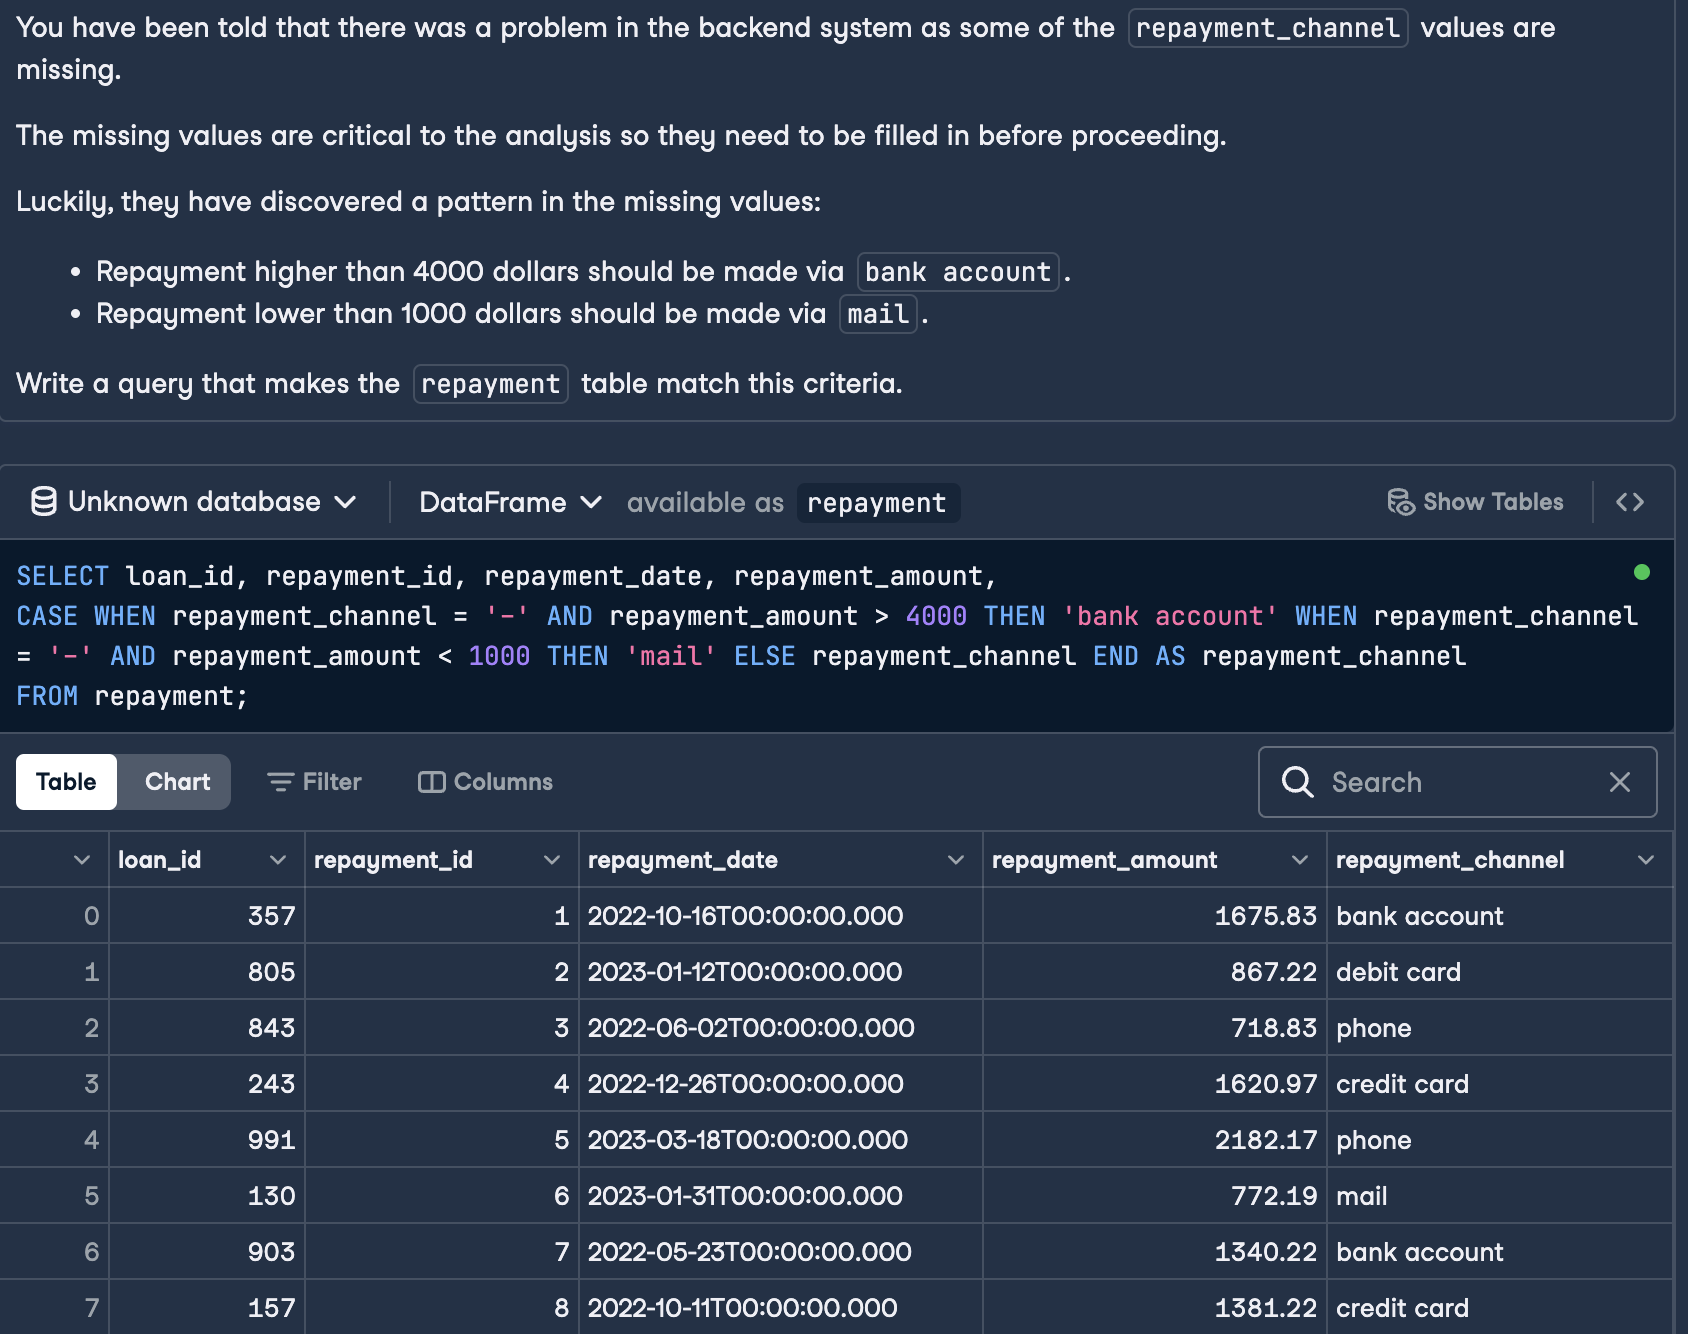 You have been told that there was a problem in the backend system as some of the repayment_channel values are
missing.
The missing values are critical to the analysis so they need to be filled in before proceeding.
Luckily, they have discovered a pattern in the missing values:
• Repayment higher than 4000 dollars should be made via bank account.
• Repayment lower than 1000 dollars should be made via mail.
Write a query that makes the repayment table match this criteria.
Unknown database DataFrame available as repayment Show Tables <>
SELECT loan_id, repayment_id, repayment_date, repayment_amount,
CASE WHEN repayment_channel = '-' AND repayment_amount > 4000 THEN 'bank account' WHEN repayment_channel
= '-' AND repayment_amount < 1000 THEN 'mail' ELSE repayment_channel END AS repayment_channel
FROM repayment;
Table Chart Filter Columns Search
loan_id repayment_id repayment_date repayment_amount repayment_channel
0 357 1 2022-10-16T00:00:00.000 1675.83 bank account
1 805 2 2023-01-12T00:00:00.000 867.22 debit card
2 843 3 2022-06-02T00:00:00.000 718.83 phone
3 243 4 2022-12-26T00:00:00.000 1620.97 credit card
4 991 5 2023-03-18T00:00:00.000 2182.17 phone
5 130 6 2023-01-31T00:00:00.000 772.19 mail
6 903 7 2022-05-23T00:00:00.000 1340.22 bank account
7 157 8 2022-10-11T00:00:00.000 1381.22 credit card